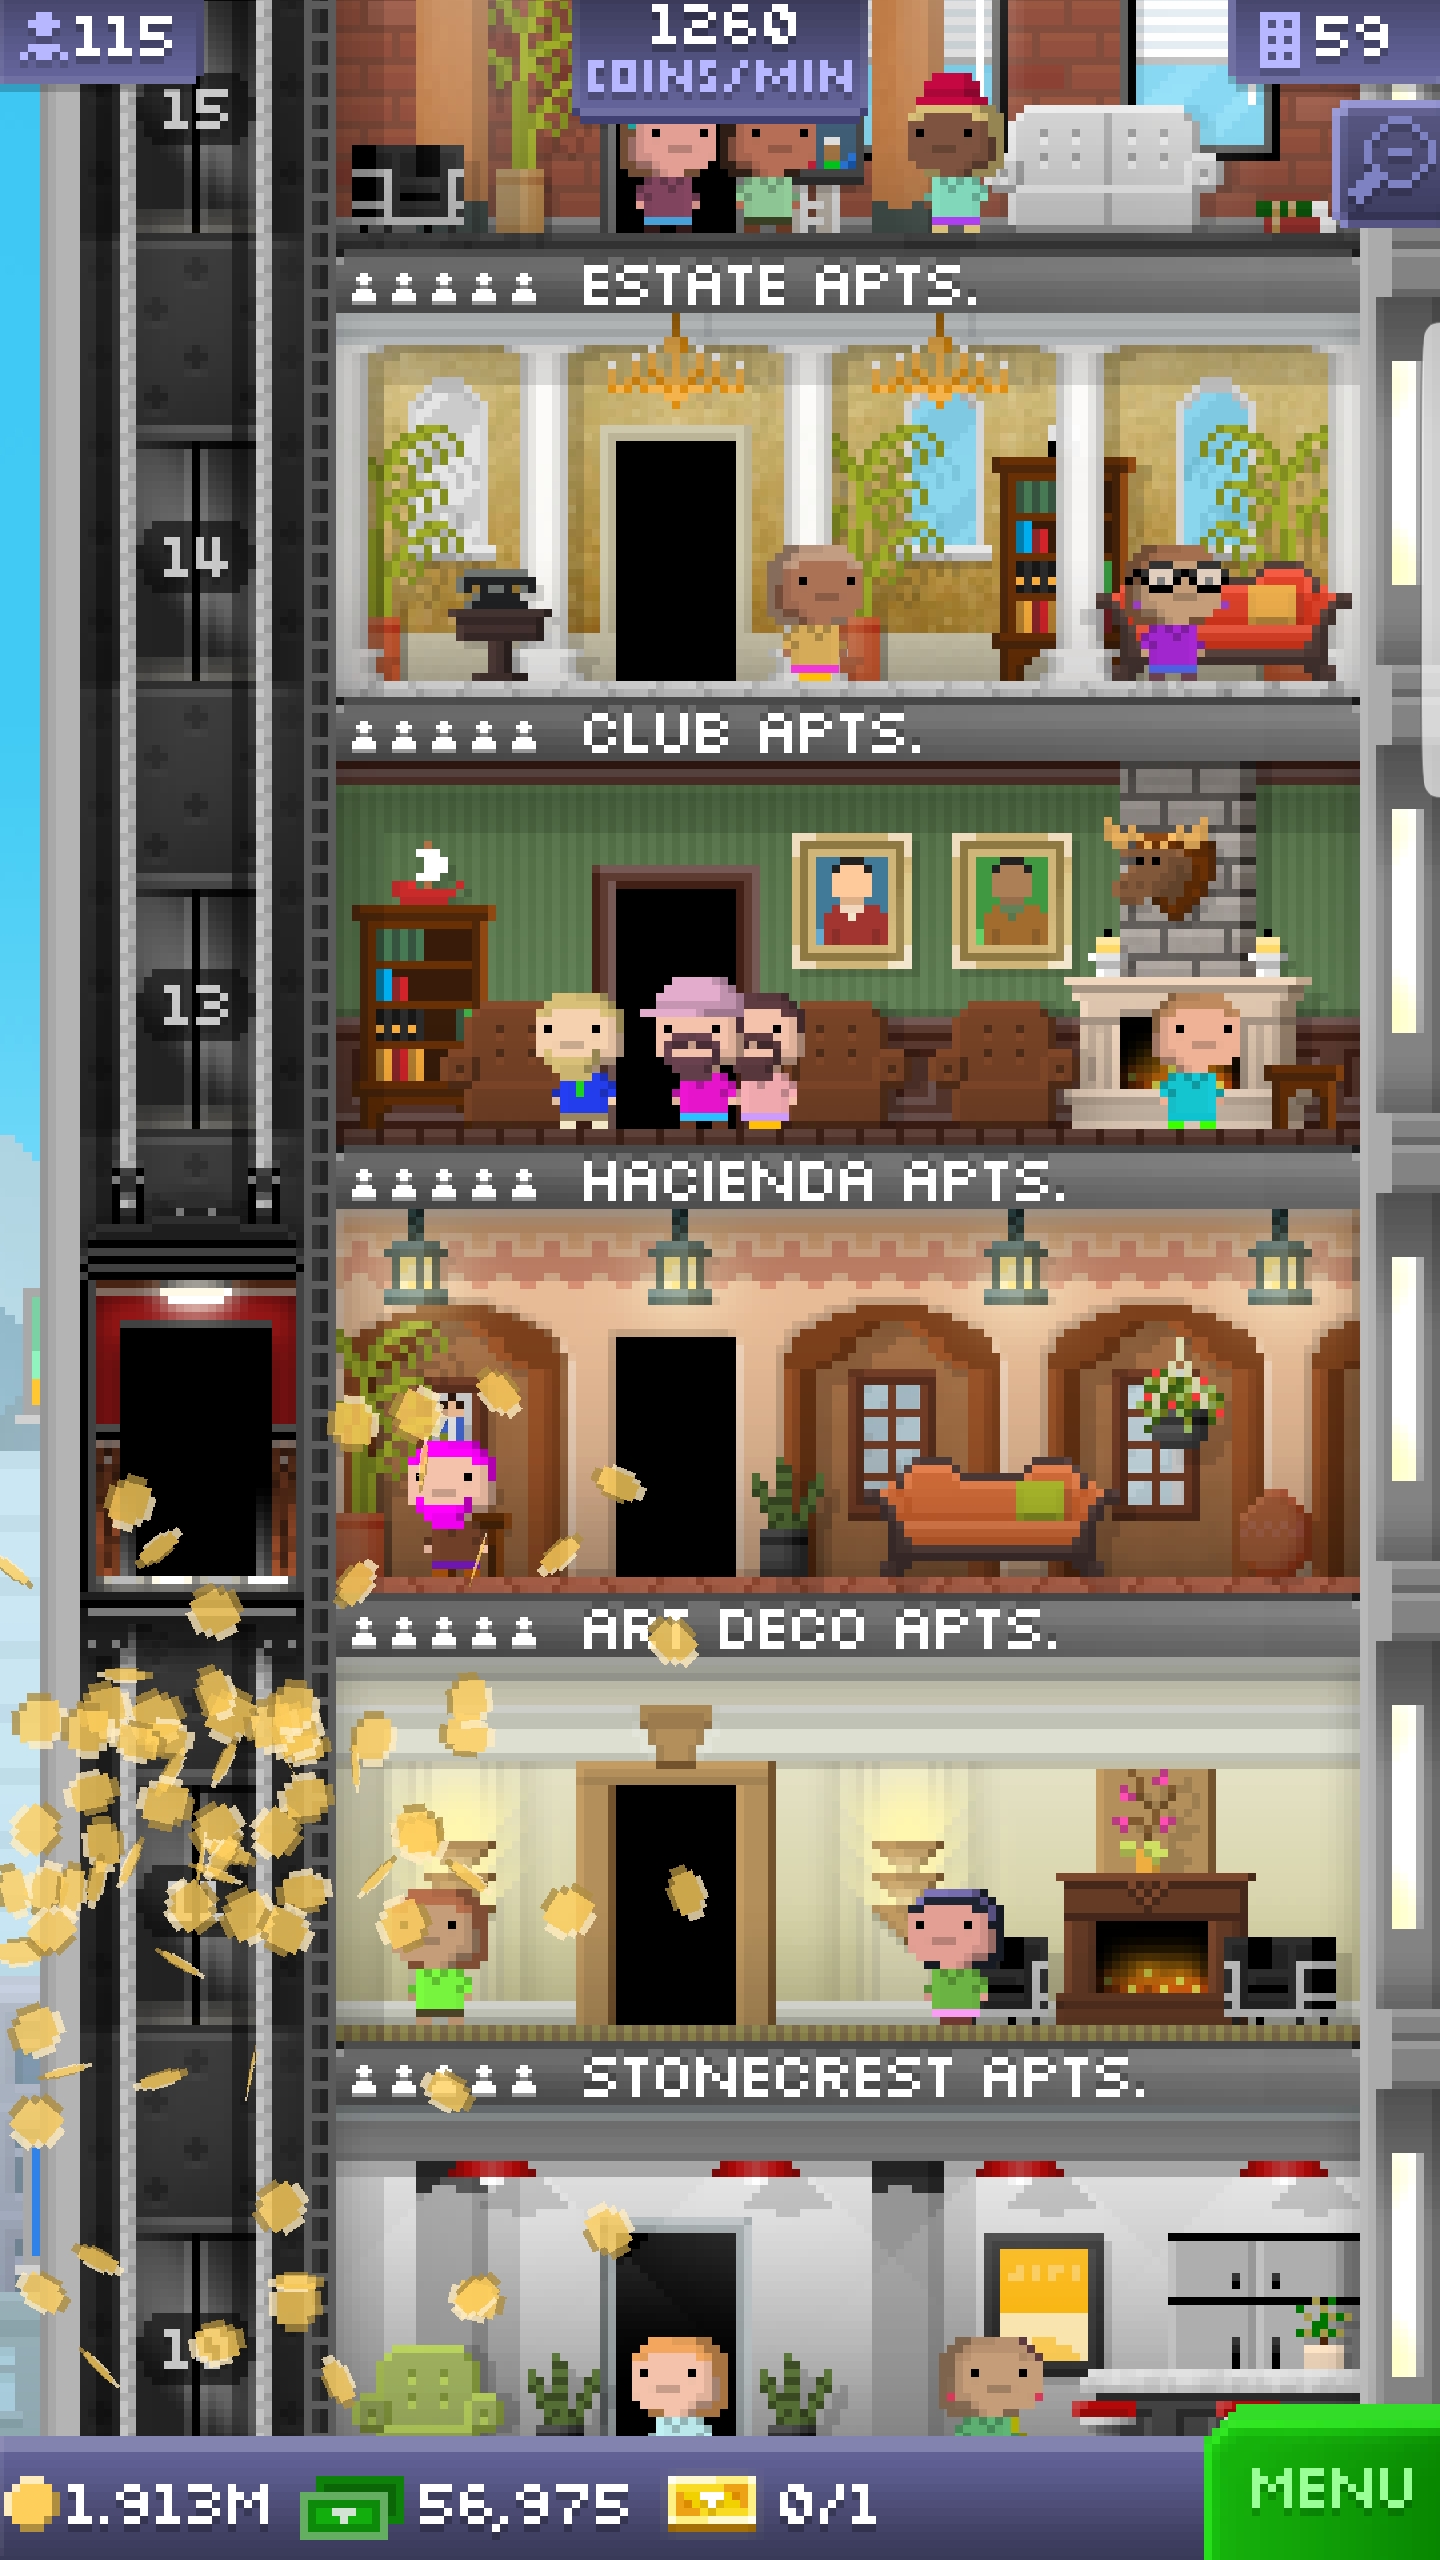 115
1260
COINS/MIN
59
15
ESTATE APTS.
14
CLUB APTS.
13
HACIENDA APTS.
ART DECO APTS.
STONECREST APTS.
1.913M
56,975
0/1
MENU